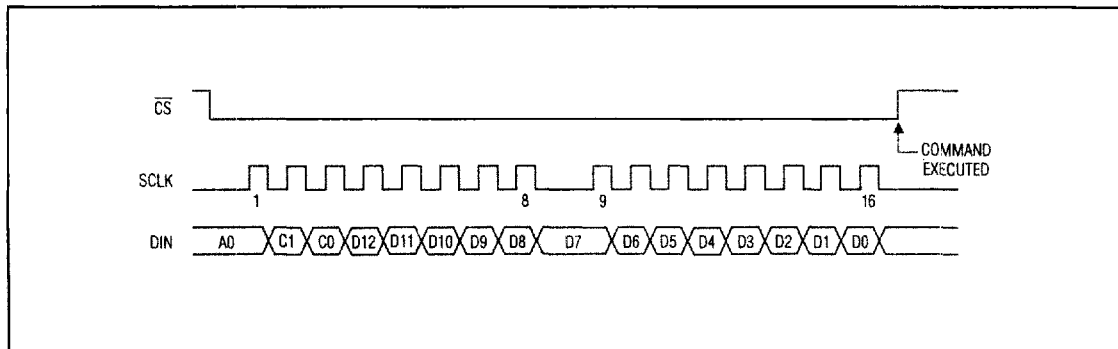 CS
COMMAND
EXECUTED
SCLK
1 8 9 16
DIN A0 C1 C0 D12 D11 D10 D9 D8 D7 D6 D5 D4 D3 D2 D1 D0